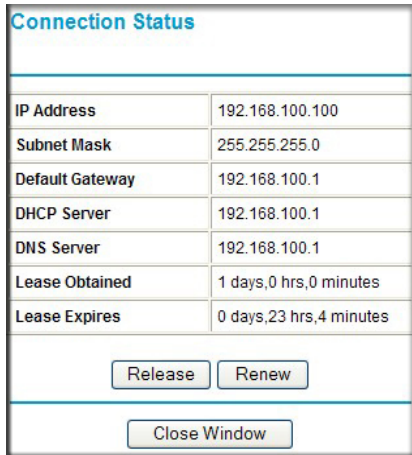 Connection Status
IP Address 192.168.100.100
Subnet Mask 255.255.255.0
Default Gateway 192.168.100.1
DHCP Server 192.168.100.1
DNS Server 192.168.100.1
Lease Obtained 1 days,0 hrs,0 minutes
Lease Expires 0 days,23 hrs,4 minutes
Release Renew
Close Window